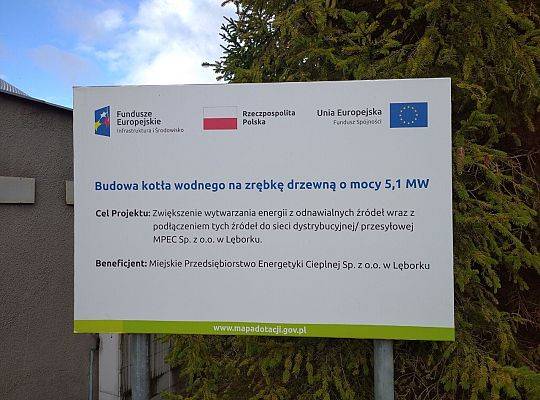 Fundusze
Europejskie
Infrastruktura i Środowisko
Rzeczpospolita
Polska
Unia Europejska
Fundusz Spójności
Budowa kotła wodnego na zrębkę drzewną o mocy 5,1 MW
Cel Projektu: Zwiększenie wytwarzania energii z odnawialnych źródeł wraz z
podłączeniem tych źródeł do sieci dystrybucyjnej/ przesyłowej
MPEC Sp. z o.o. w Lęborku.
Beneficjent: Miejskie Przedsiębiorstwo Energetyki Cieplnej Sp. z o.o. w Lęborku
www.mapadotacji.gov.pl